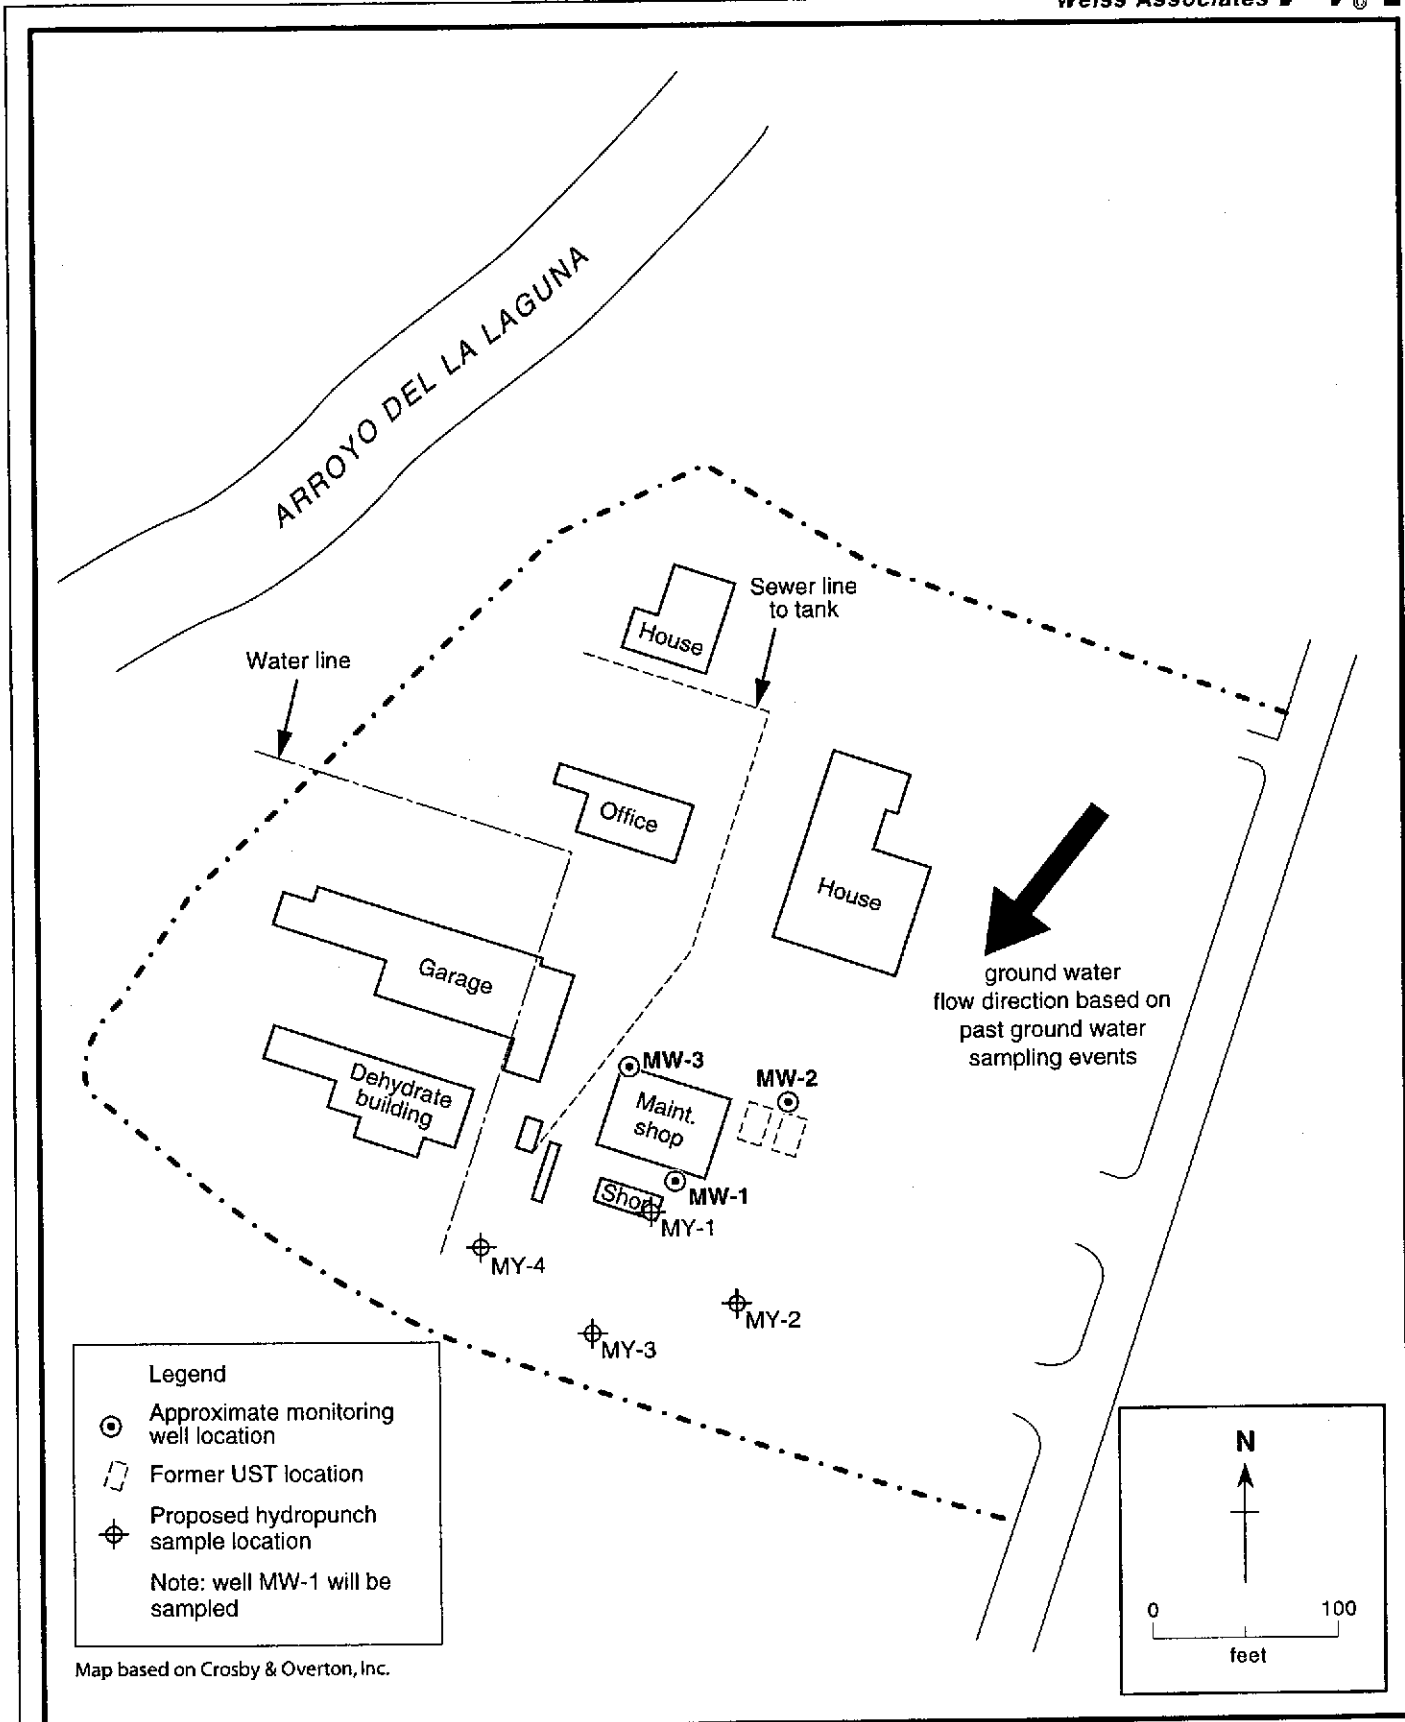 Weiss Associates
ARROYO DEL LA LAGUNA
Sewer line
to tank
House
Water line
Office
House
ground water
flow direction based on
past ground water
sampling events
Garage
MW-3
MW-2
Dehydrate
building
Maint.
shop
MW-1
Shop
MY-1
MY-4
MY-2
MY-3
Legend
Approximate monitoring
well location
Former UST location
Proposed hydropunch
sample location
Note: well MW-1 will be
sampled
N
0 100
feet
Map based on Crosby & Overton, Inc.